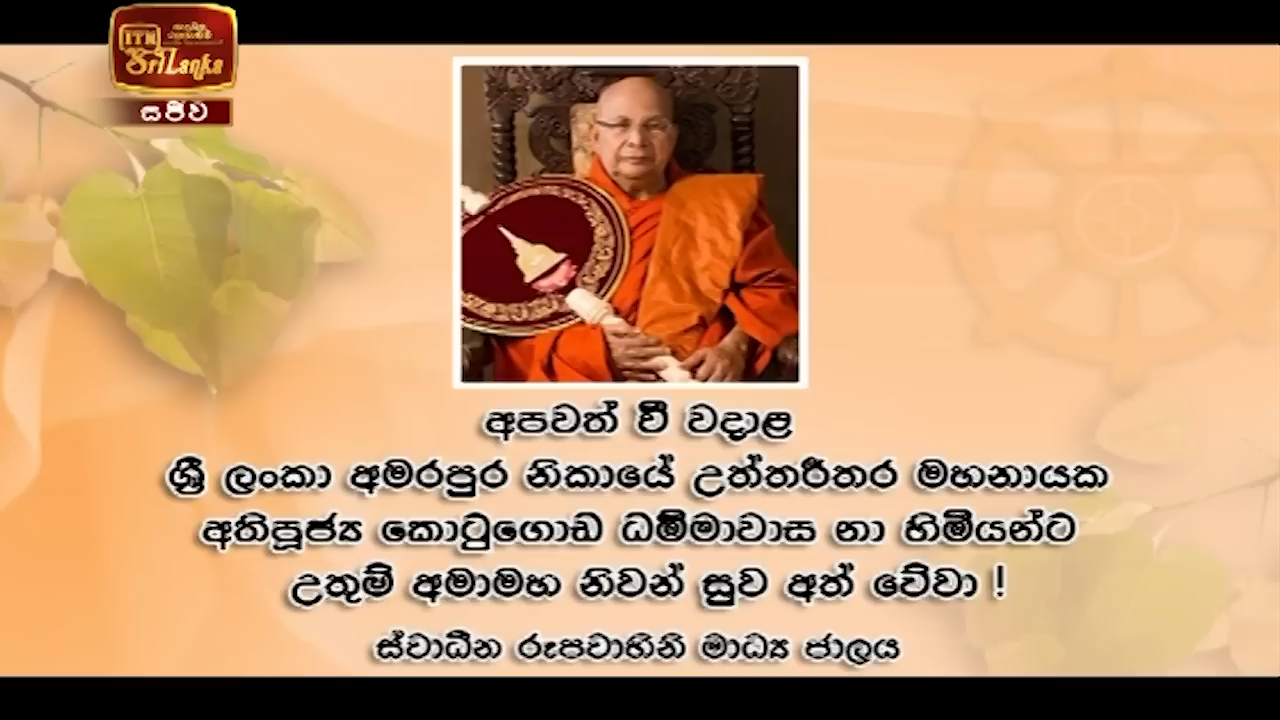 ITN
Sri Lanka
සජීව
අපවත් වී වදාළ
ශ්‍රී ලංකා අමරපුර නිකායේ උත්තරීතර මහනායක
අතිපූජ්‍ය කොටුගොඩ ධම්මාවාස නා හිමියන්ට
උතුම් අමාමහ නිවන් සුව අත් වේවා !
ස්වාධීන රූපවාහිනී මාධ්‍ය ජාලය